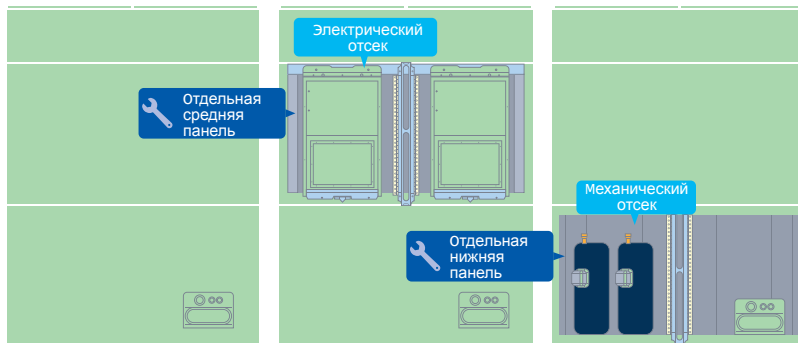 Электрический
отсек
Отдельная
средняя
панель
Механический
отсек
Отдельная
нижняя
панель